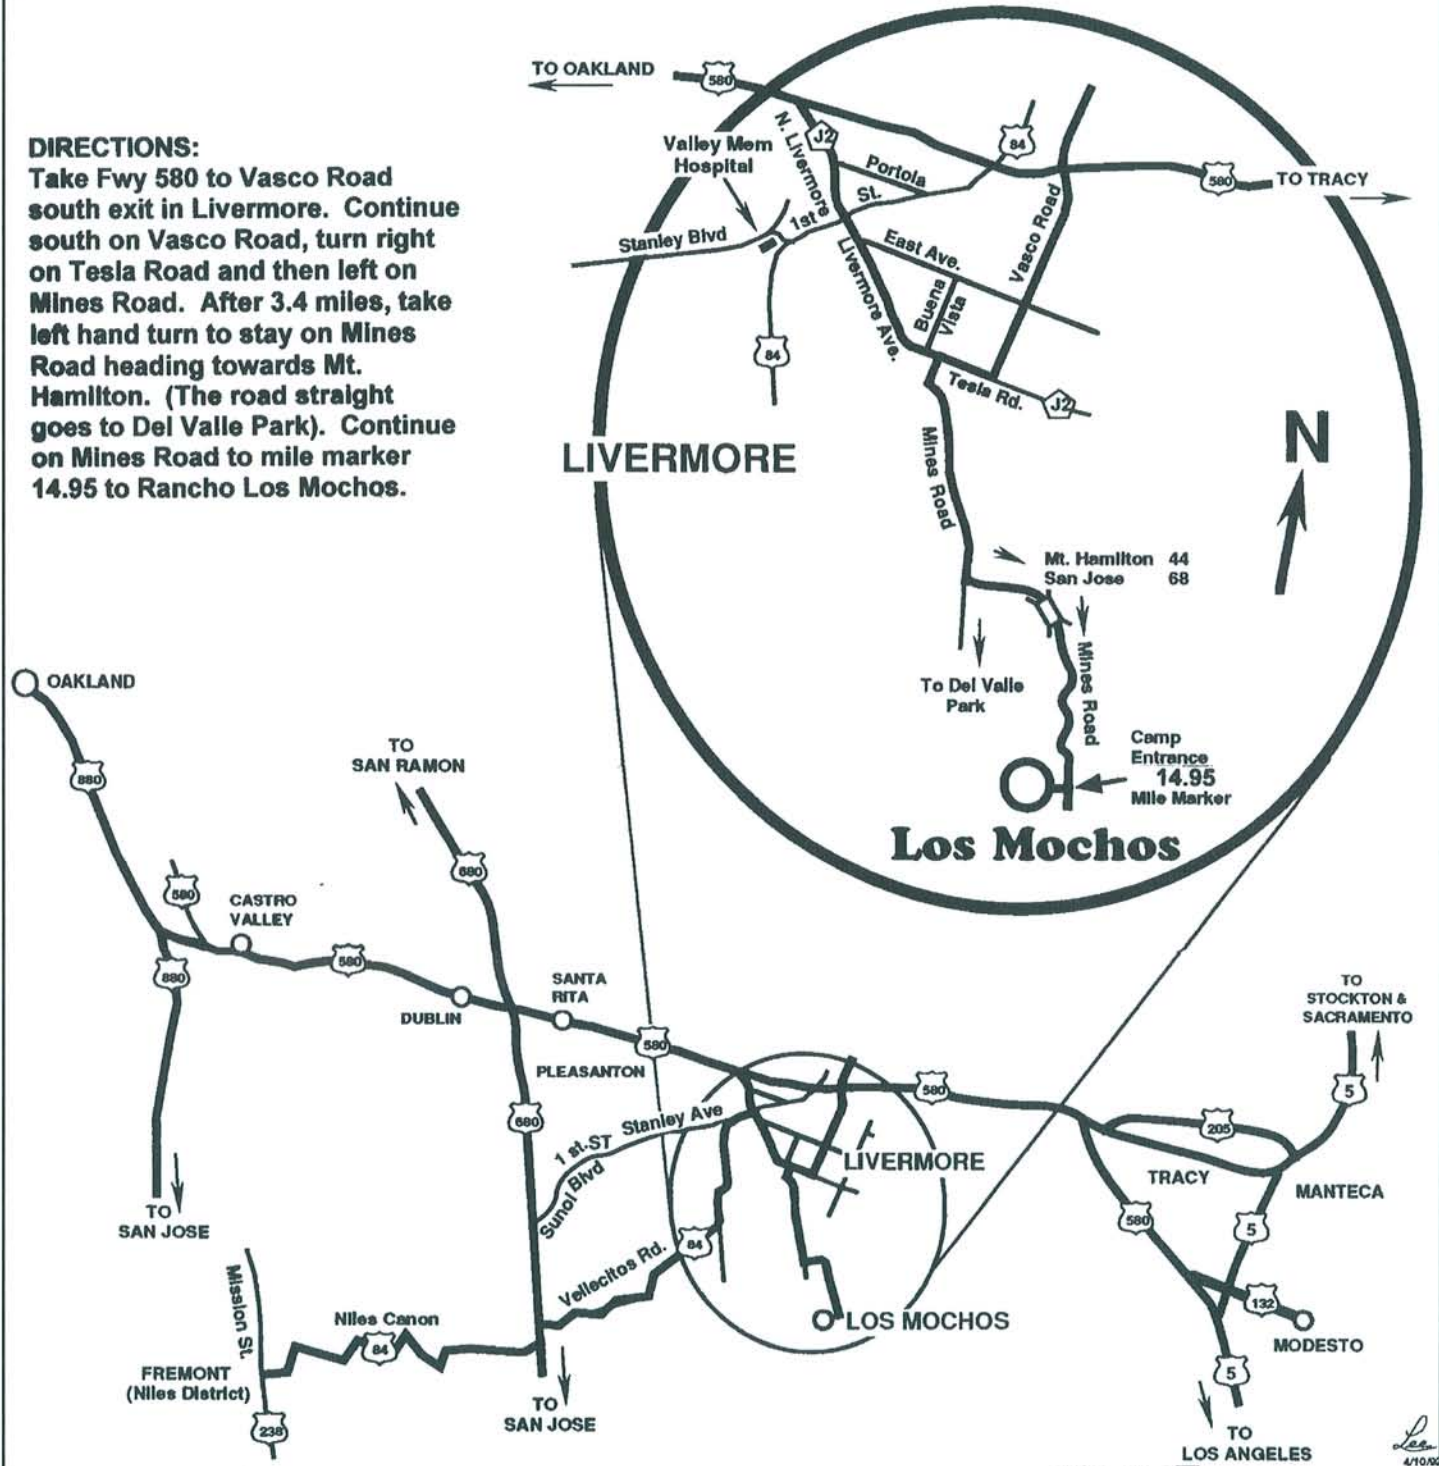 DIRECTIONS:
Take Fwy 580 to Vasco Road
south exit in Livermore. Continue
south on Vasco Road, turn right
on Tesla Road and then left on
Mines Road. After 3.4 miles, take
left hand turn to stay on Mines
Road heading towards Mt.
Hamilton. (The road straight
goes to Del Valle Park). Continue
on Mines Road to mile marker
14.95 to Rancho Los Mochos.
TO OAKLAND
580
N. Livermore
J2
Valley Mem
Hospital
Portola
84
580
TO TRACY
1st
St.
Stanley Blvd
East Ave.
Vasco Road
Livermore Ave.
Buena
Vista
84
Tesla Rd.
J2
LIVERMORE
Mines Road
N
Mt. Hamilton 44
San Jose 68
To Del Valle
Park
Mines Road
Camp
Entrance
14.95
Mile Marker
Los Mochos
OAKLAND
880
TO
SAN RAMON
680
580
CASTRO
VALLEY
880
580
DUBLIN
SANTA
RITA
580
PLEASANTON
680
1 st-ST
Stanley Ave
Sunol Blvd
LIVERMORE
580
TO
STOCKTON &
SACRAMENTO
5
205
TRACY
MANTECA
580
5
132
MODESTO
5
TO
LOS ANGELES
TO
SAN JOSE
Mission St.
Niles Canon
84
Vellecitos Rd.
84
LOS MOCHOS
FREMONT
(Niles District)
238
TO
SAN JOSE
Lee